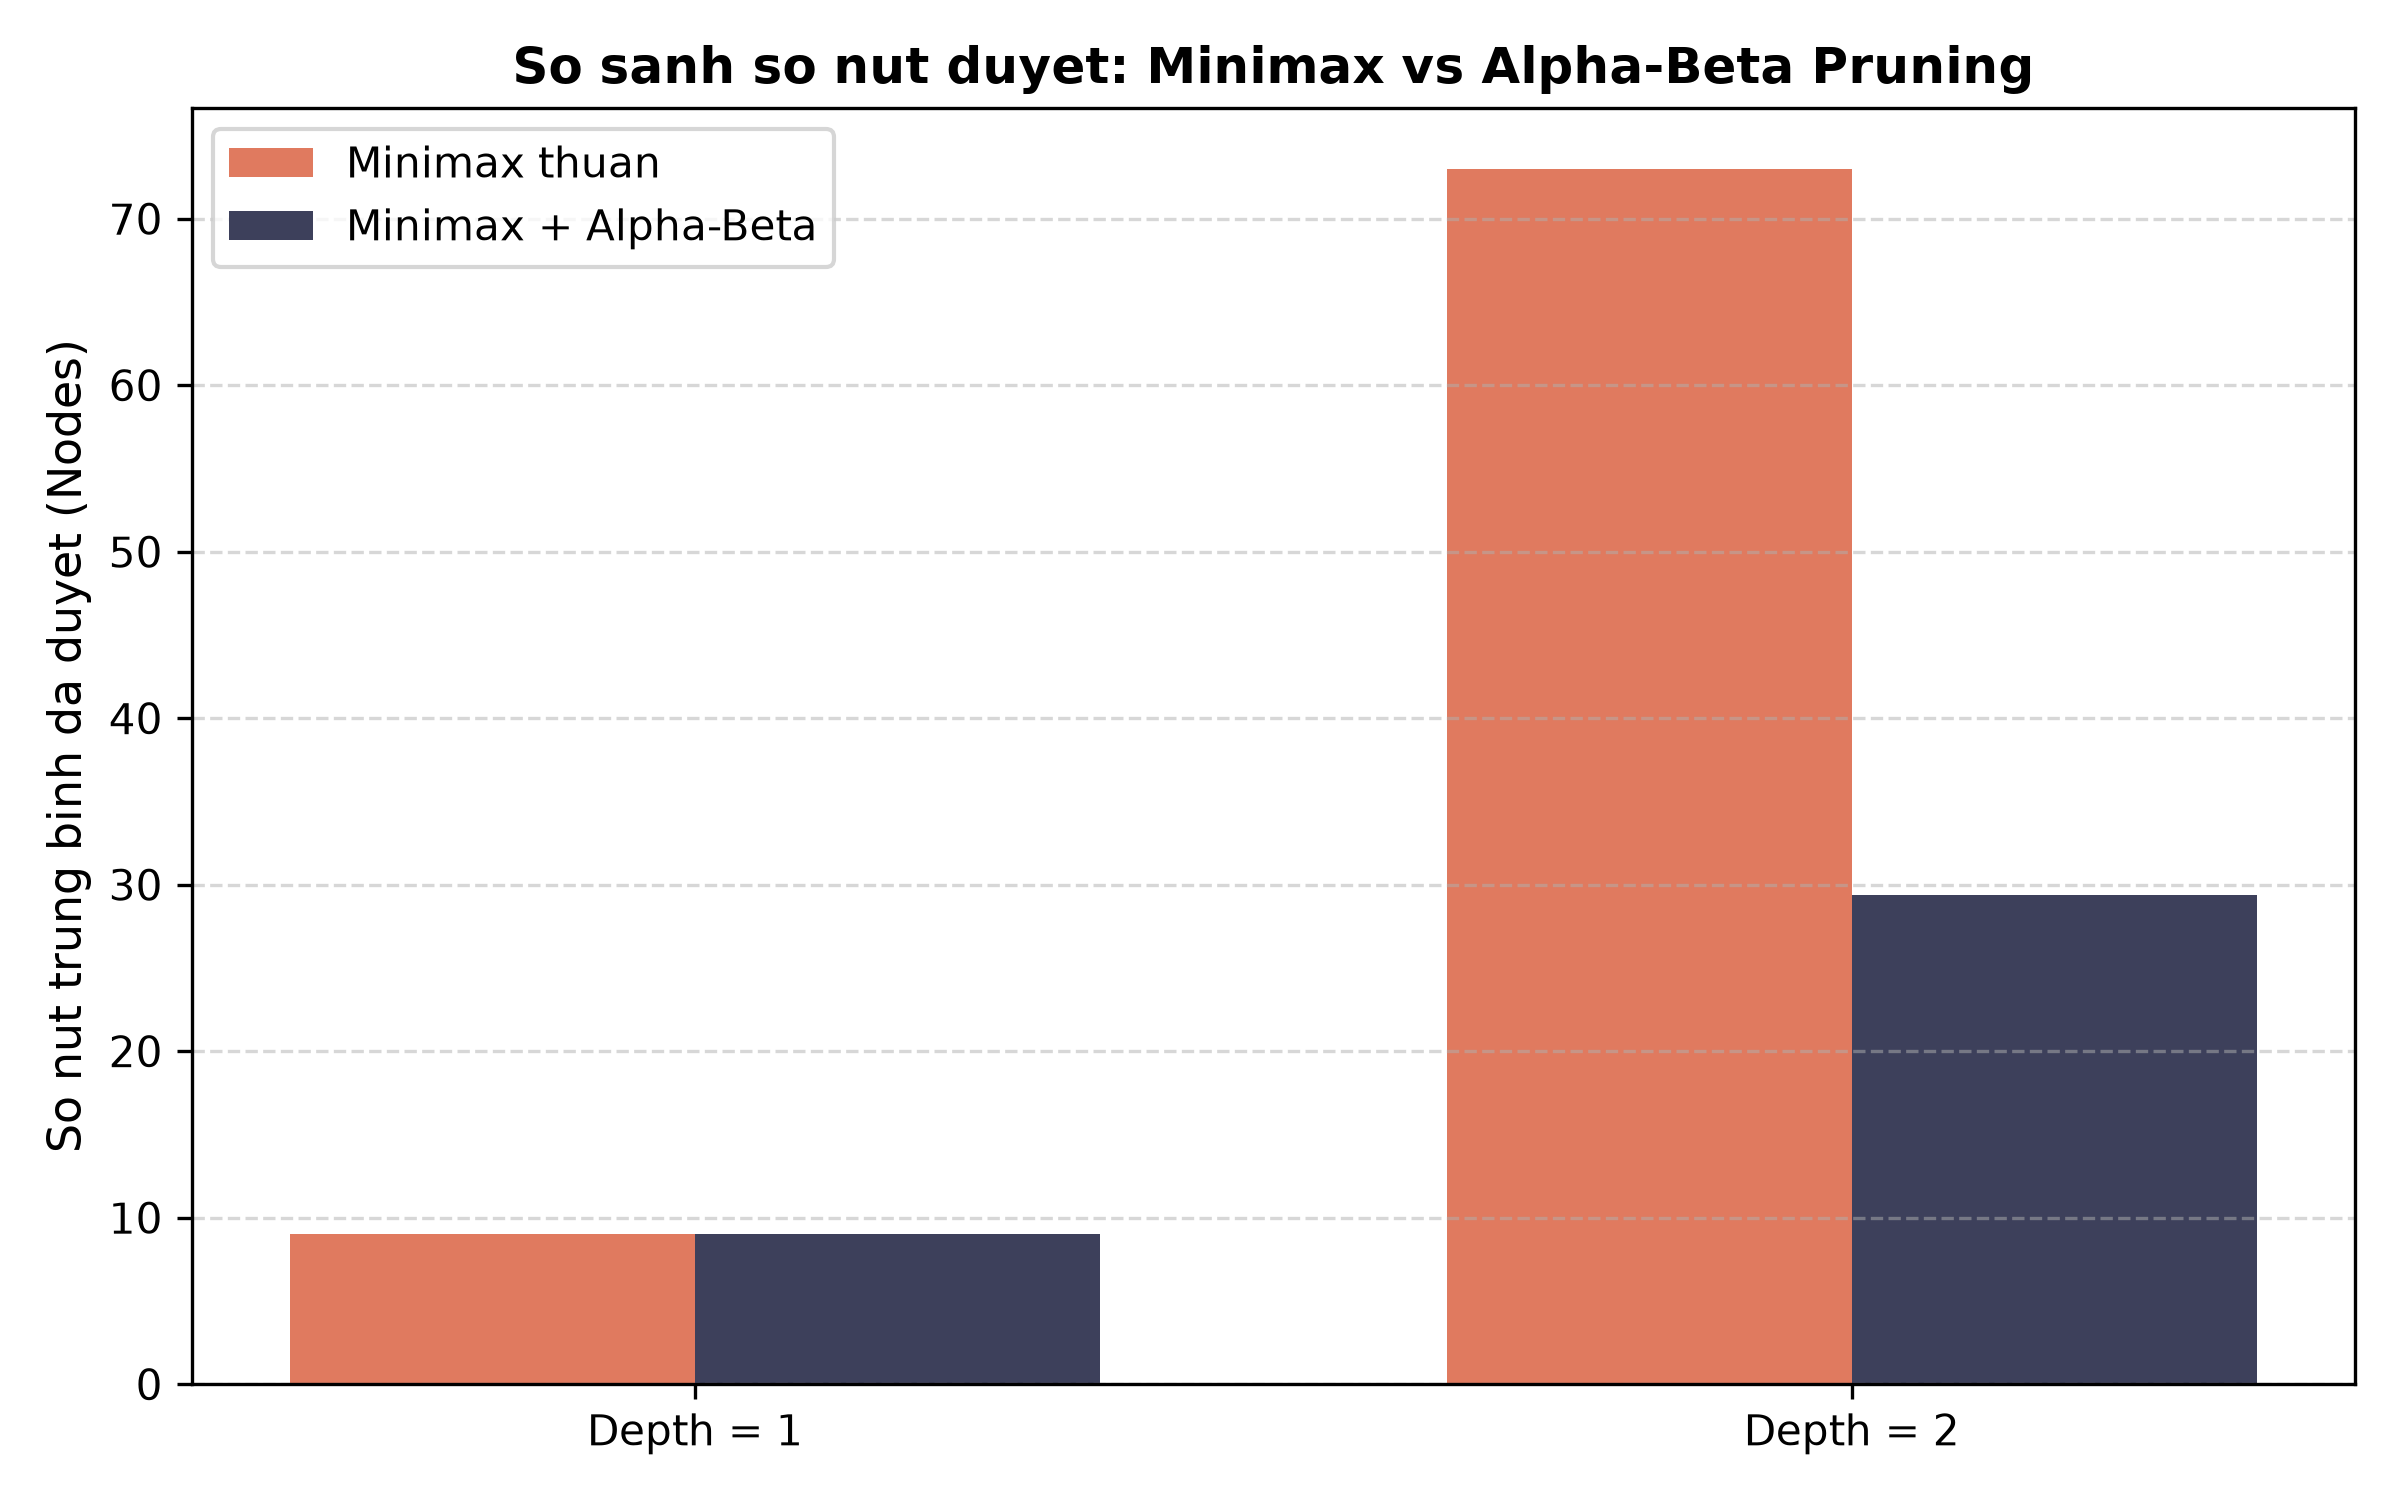 So sanh so nut duyet: Minimax vs Alpha-Beta Pruning
Minimax thuan
Minimax + Alpha-Beta
So nut trung binh da duyet (Nodes)
70
60
50
40
30
20
10
0
Depth = 1
Depth = 2